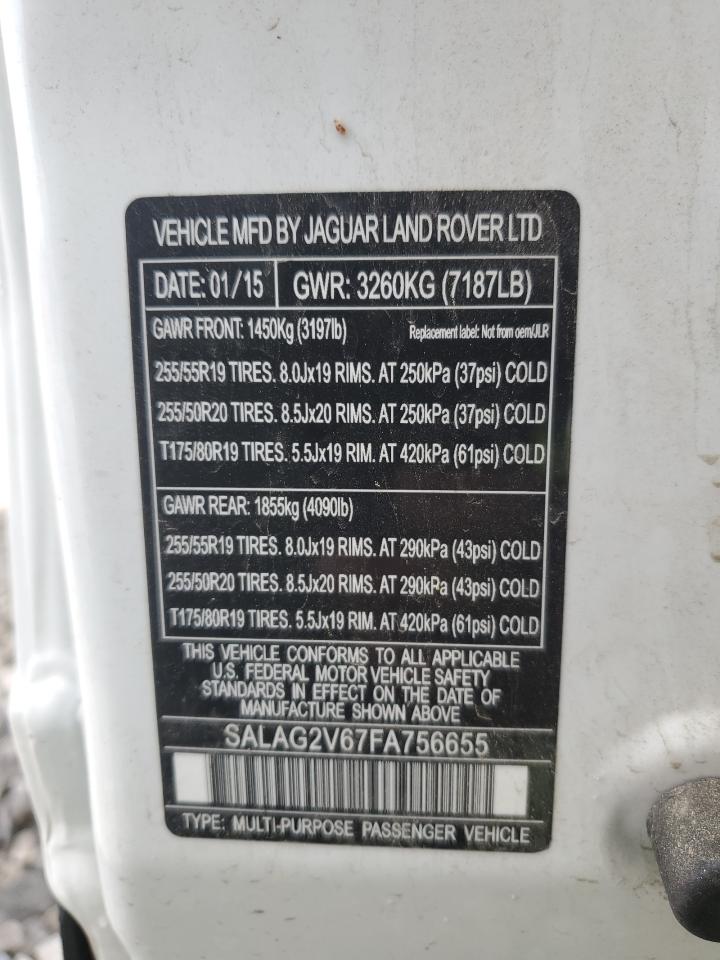 VEHICLE MFD BY JAGUAR LAND ROVER LTD
DATE: 01/15 GWR: 3260KG (7187LB)
GAWR FRONT: 1450Kg (3197lb) Replacement label: Not from oem/JLR
255/55R19 TIRES. 8.0Jx19 RIMS. AT 250kPa (37psi) COLD
255/50R20 TIRES. 8.5Jx20 RIMS. AT 250kPa (37psi) COLD
T175/80R19 TIRES. 5.5Jx19 RIM. AT 420kPa (61psi) COLD
GAWR REAR: 1855kg (4090lb)
255/55R19 TIRES. 8.0Jx19 RIMS. AT 290kPa (43psi) COLD
255/50R20 TIRES. 8.5Jx20 RIMS. AT 290kPa (43psi) COLD
T175/80R19 TIRES. 5.5Jx19 RIM. AT 420kPa (61psi) COLD
THIS VEHICLE CONFORMS TO ALL APPLICABLE
U.S. FEDERAL MOTOR VEHICLE SAFETY
STANDARDS IN EFFECT ON THE DATE OF
MANUFACTURE SHOWN ABOVE
SALAG2V67FA756655
TYPE: MULTI-PURPOSE PASSENGER VEHICLE